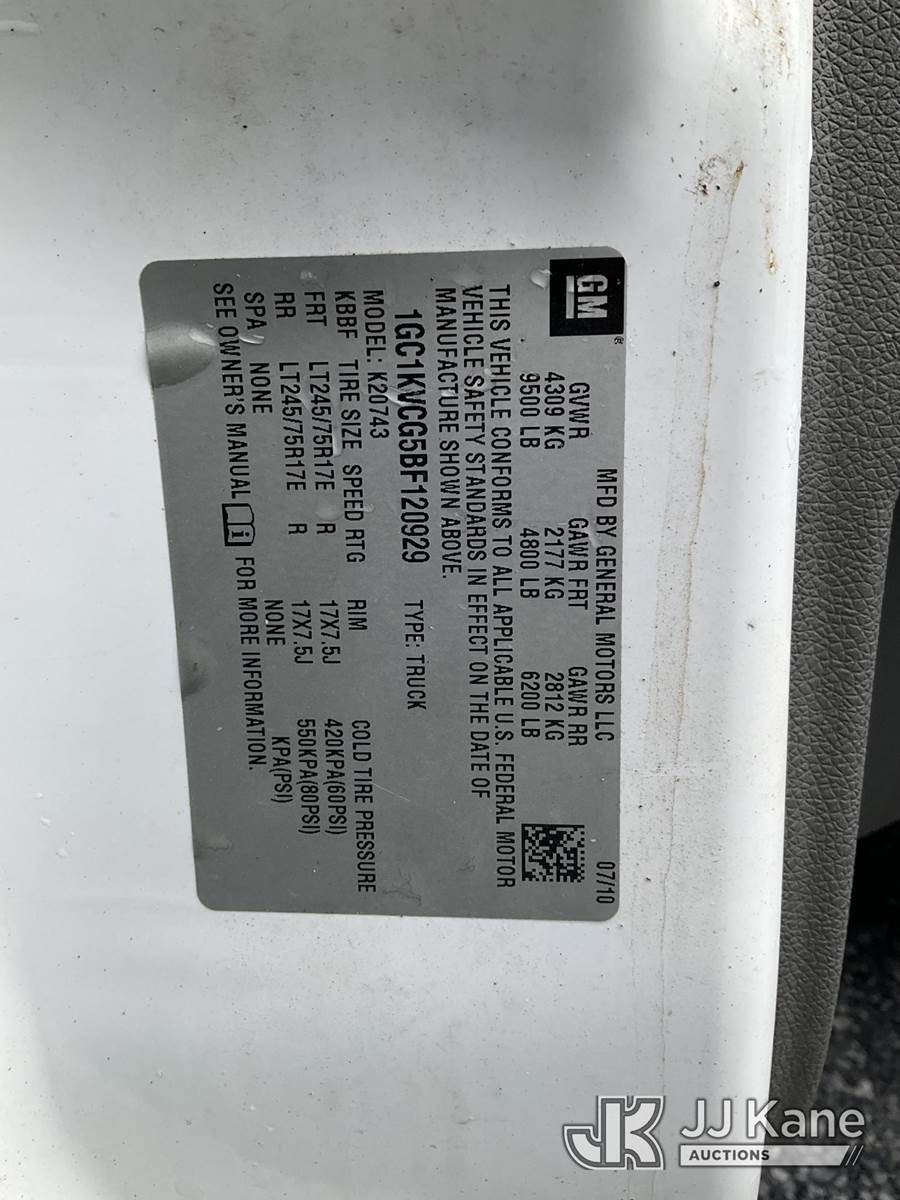 GM®
MFD BY GENERAL MOTORS LLC 07/10
GVWR GAWR FRT GAWR RR
4309 KG 2177 KG 2812 KG
9500 LB 4800 LB 6200 LB
THIS VEHICLE CONFORMS TO ALL APPLICABLE U.S. FEDERAL MOTOR
VEHICLE SAFETY STANDARDS IN EFFECT ON THE DATE OF
MANUFACTURE SHOWN ABOVE.
1GC1KVCG5BF120929 TYPE: TRUCK
MODEL: K20743
KBBF TIRE SIZE SPEED RTG RIM COLD TIRE PRESSURE
FRT LT245/75R17E R 17X7.5J 420KPA(60PSI)
RR LT245/75R17E R 17X7.5J 550KPA(80PSI)
SPA NONE NONE KPA(PSI)
SEE OWNER'S MANUAL FOR MORE INFORMATION.
JK JJ Kane
AUCTIONS